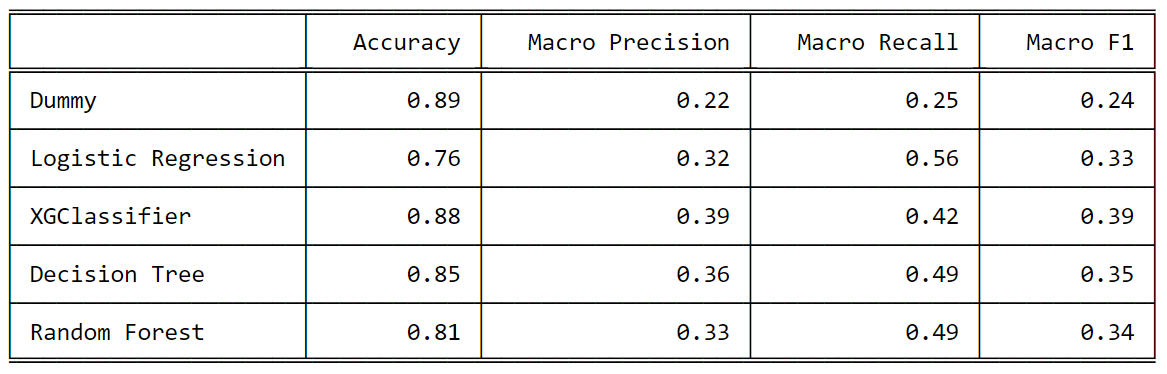 Accuracy Macro Precision Macro Recall Macro F1
Dummy 0.89 0.22 0.25 0.24
Logistic Regression 0.76 0.32 0.56 0.33
XGClassifier 0.88 0.39 0.42 0.39
Decision Tree 0.85 0.36 0.49 0.35
Random Forest 0.81 0.33 0.49 0.34